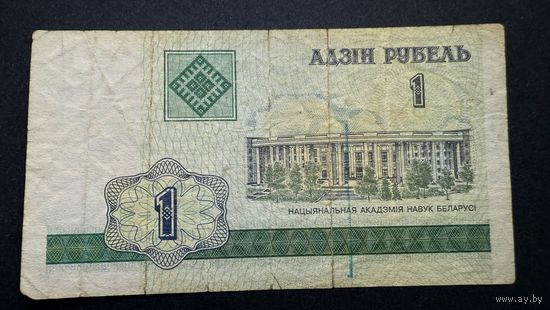 АДЗІН РУБЕЛЬ
1
НАЦЫЯНАЛЬНАЯ АКАДЭМІЯ НАВУК БЕЛАРУСІ
1
www.ay.by